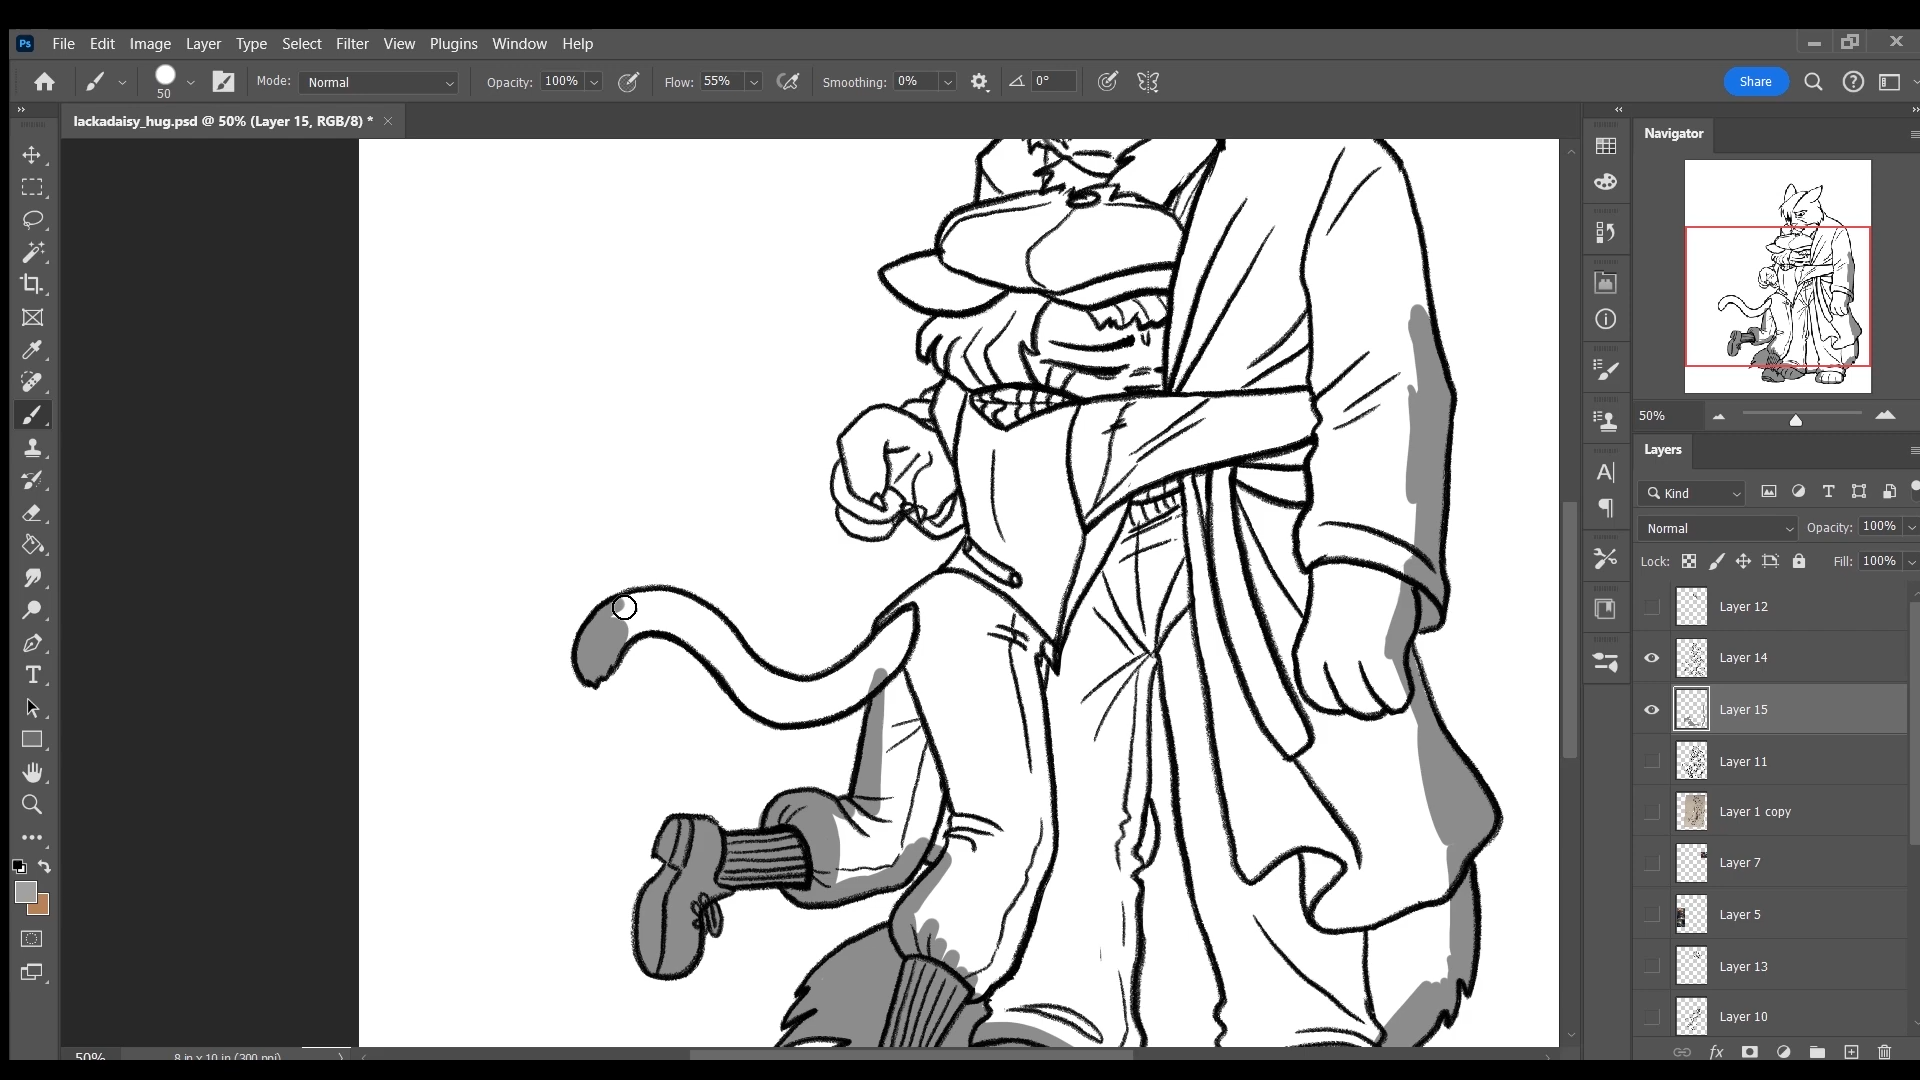 Ps File Edit Image Layer Type Select Filter View Plugins Window Help
50 Mode: Normal Opacity: 100% Flow: 55% Smoothing: 0% 0° Share
lackadaisy_hug.psd @ 50% (Layer 15, RGB/8) *
Navigator
50%
Layers
Kind
Normal Opacity: 100%
Lock: Fill: 100%
Layer 12
Layer 14
Layer 15
Layer 11
Layer 1 copy
Layer 7
Layer 5
Layer 13
Layer 10
fx
50% 8 in x 10 in (300 ppi)